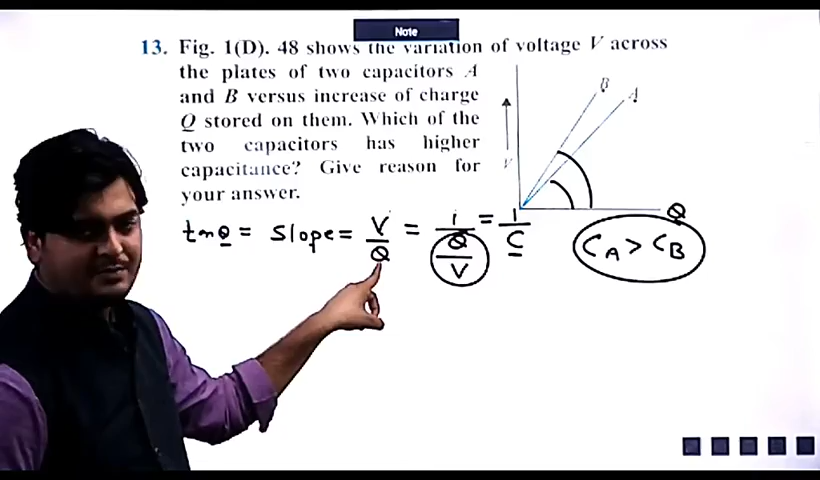 Note
13. Fig. 1(D). 48 shows the variation of voltage V across
the plates of two capacitors A
and B versus increase of charge
Q stored on them. Which of the
two capacitors has higher
capacitance? Give reason for
your answer.
B
A
V
Q
tanθ = Slope = V/Q = 1/(Q/V) = 1/C
C_A > C_B